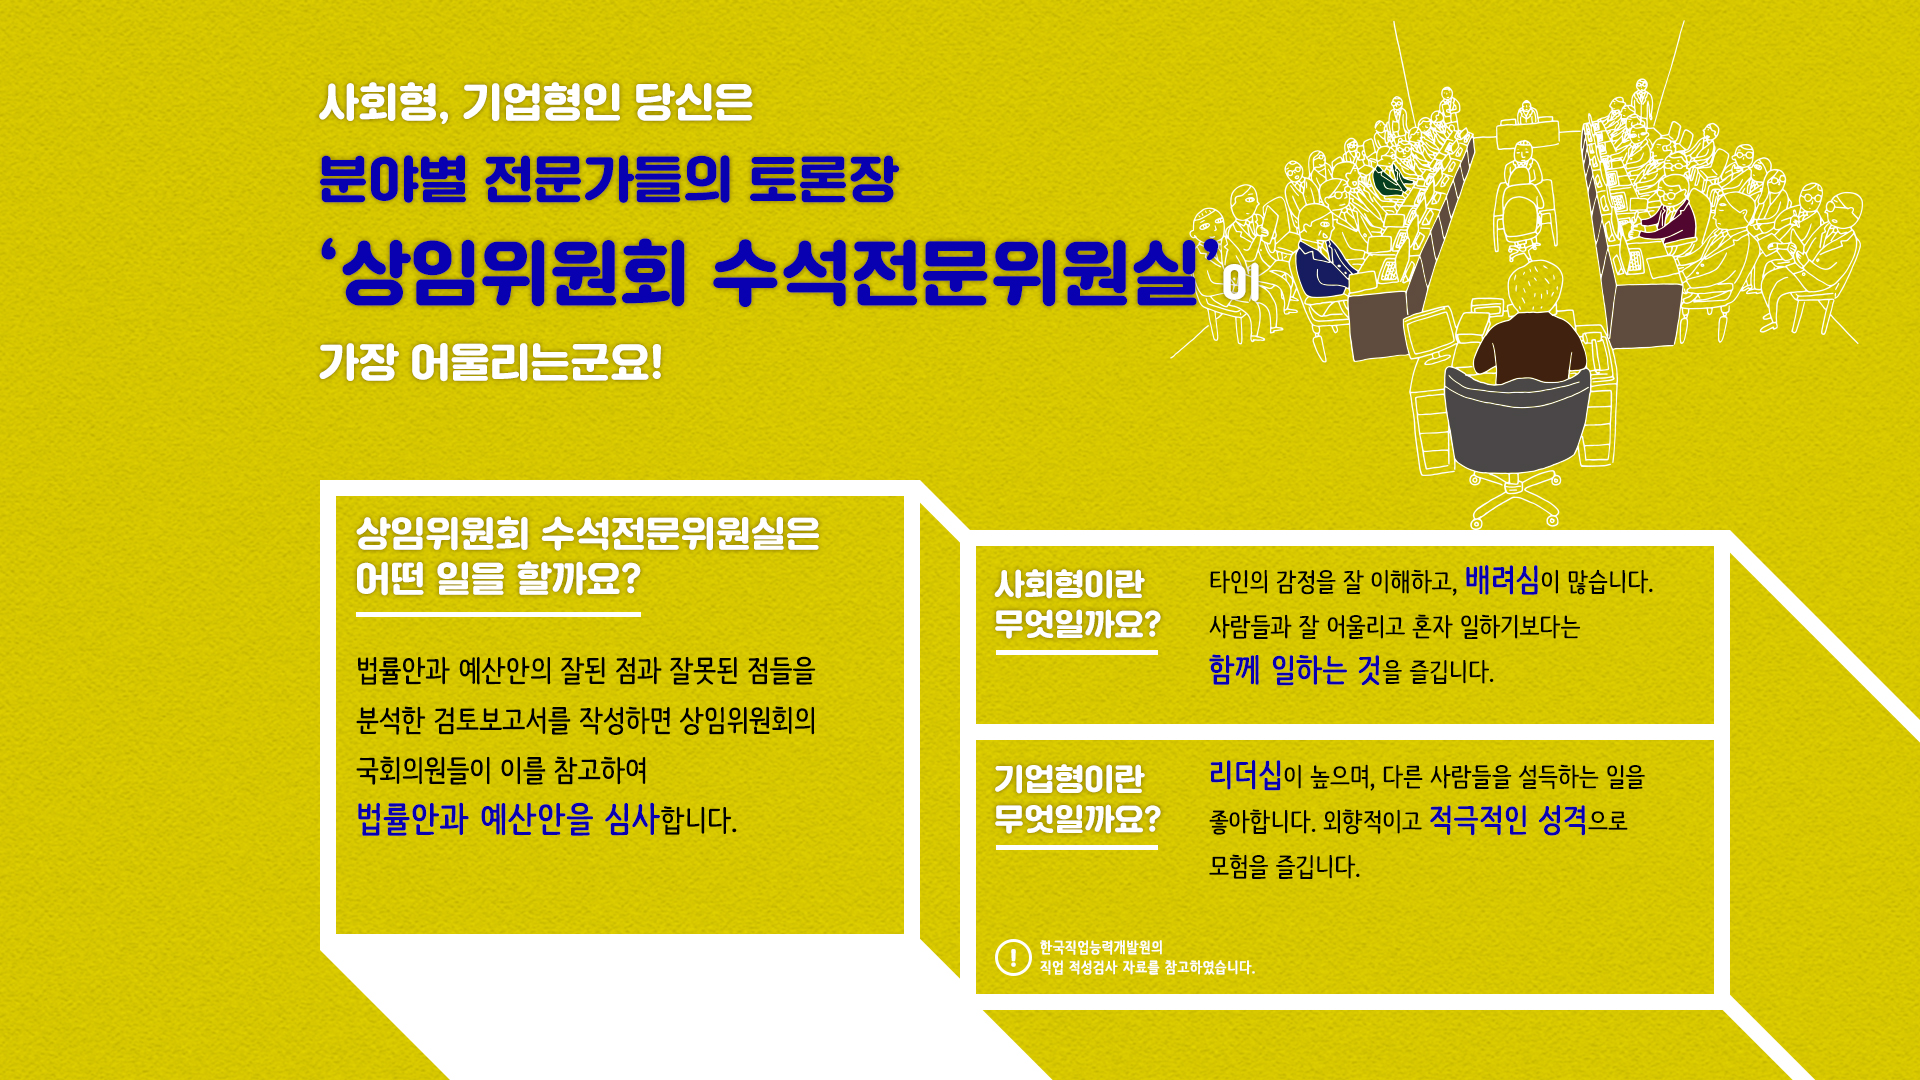 사회형, 기업형인 당신은
분야별 전문가들의 토론장
‘상임위원회 수석전문위원실’이
가장 어울리는군요!
상임위원회 수석전문위원실은
어떤 일을 할까요?
법률안과 예산안의 잘된 점과 잘못된 점들을
분석한 검토보고서를 작성하면 상임위원회의
국회의원들이 이를 참고하여
법률안과 예산안을 심사합니다.
사회형이란
무엇일까요?
타인의 감정을 잘 이해하고, 배려심이 많습니다.
사람들과 잘 어울리고 혼자 일하기보다는
함께 일하는 것을 즐깁니다.
기업형이란
무엇일까요?
리더십이 높으며, 다른 사람들을 설득하는 일을
좋아합니다. 외향적이고 적극적인 성격으로
모험을 즐깁니다.
한국직업능력개발원의
직업 적성검사 자료를 참고하였습니다.